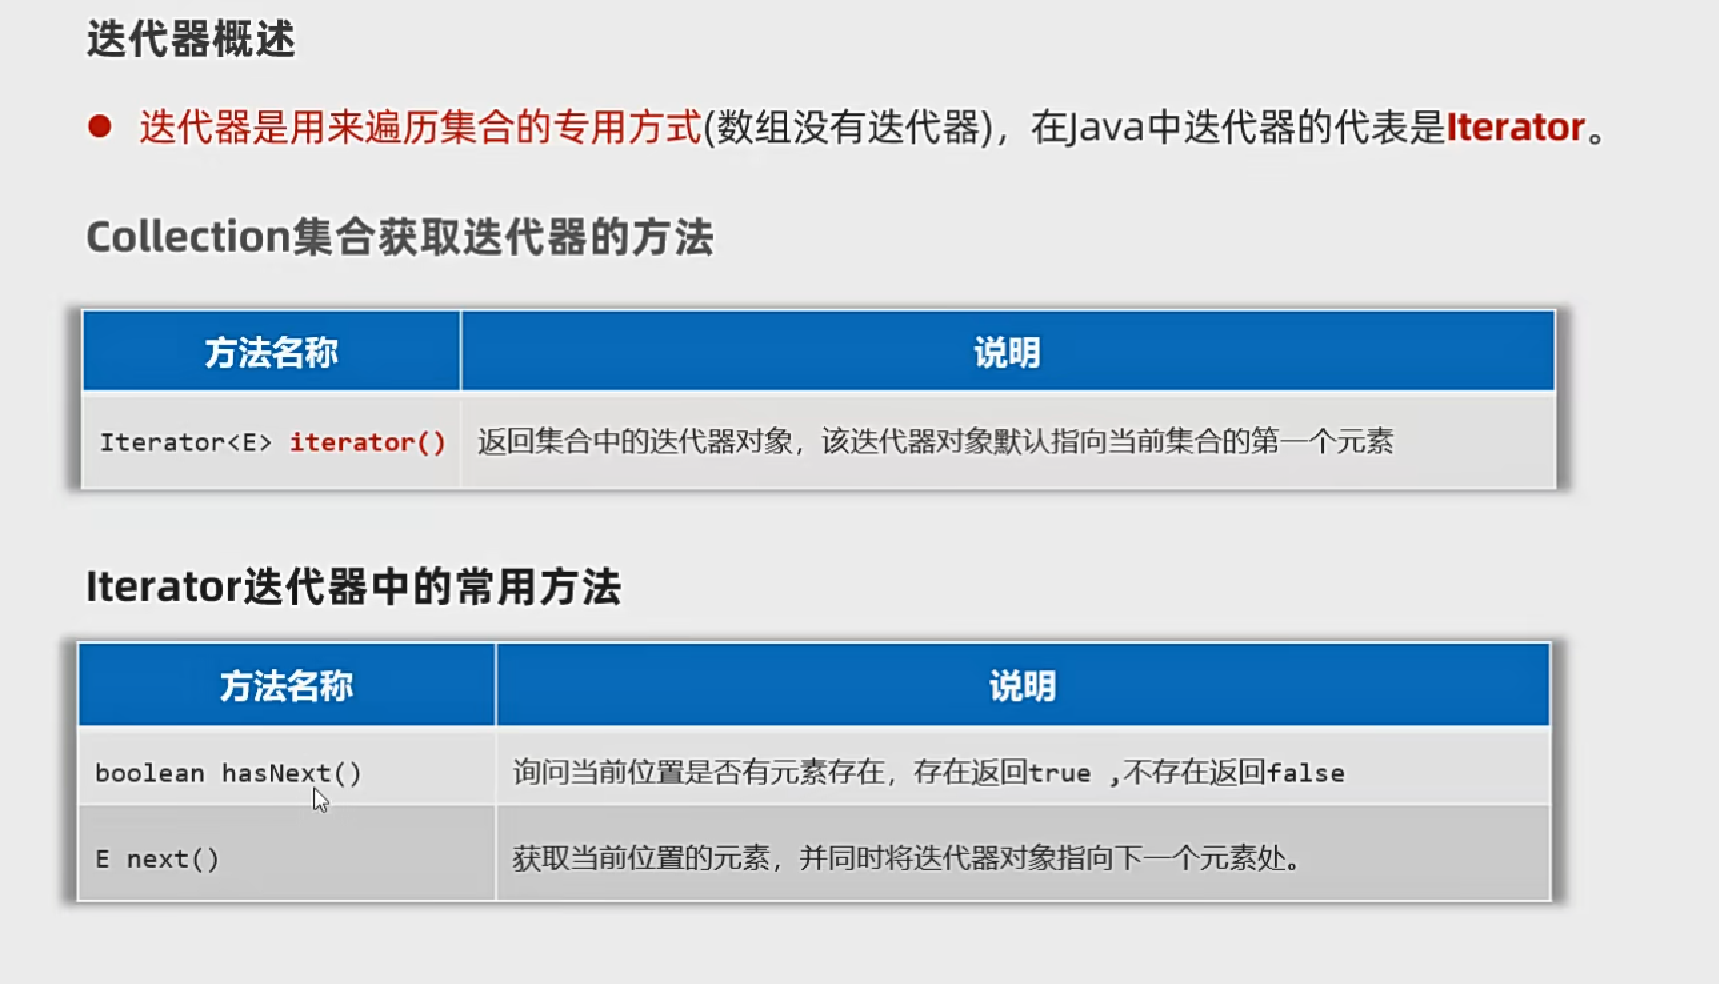 迭代器概述
● 迭代器是用来遍历集合的专用方式(数组没有迭代器)，在Java中迭代器的代表是Iterator。
Collection集合获取迭代器的方法
方法名称 说明
Iterator<E> iterator() 返回集合中的迭代器对象，该迭代器对象默认指向当前集合的第一个元素
Iterator迭代器中的常用方法
方法名称 说明
boolean hasNext() 询问当前位置是否有元素存在，存在返回true ,不存在返回false
E next() 获取当前位置的元素，并同时将迭代器对象指向下一个元素处。